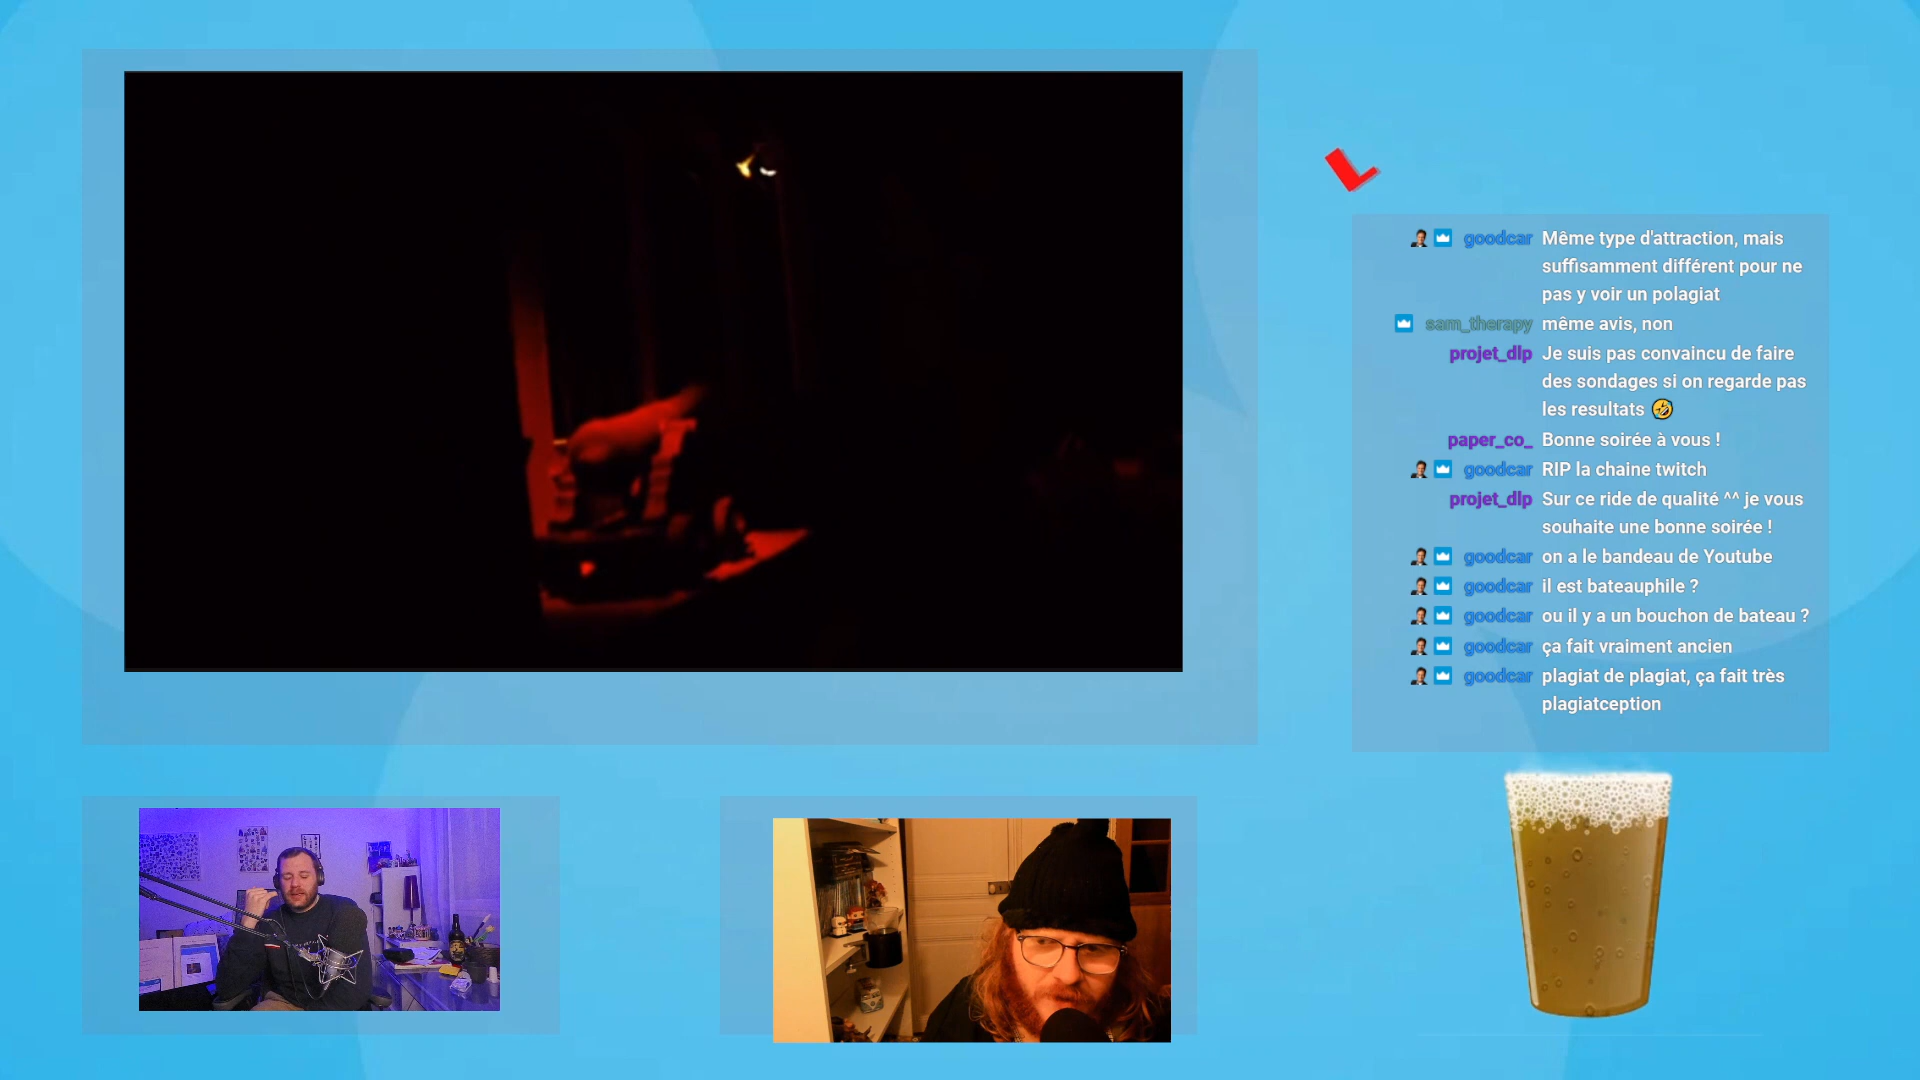 L
goodcar Même type d'attraction, mais
suffisamment différent pour ne
pas y voir un polagiat
sam_therapy même avis, non
projet_dlp Je suis pas convaincu de faire
des sondages si on regarde pas
les resultats 🤣
paper_co_ Bonne soirée à vous !
goodcar RIP la chaine twitch
projet_dlp Sur ce ride de qualité ^^ je vous
souhaite une bonne soirée !
goodcar on a le bandeau de Youtube
goodcar il est bateauphile ?
goodcar ou il y a un bouchon de bateau ?
goodcar ça fait vraiment ancien
goodcar plagiat de plagiat, ça fait très
plagiatception